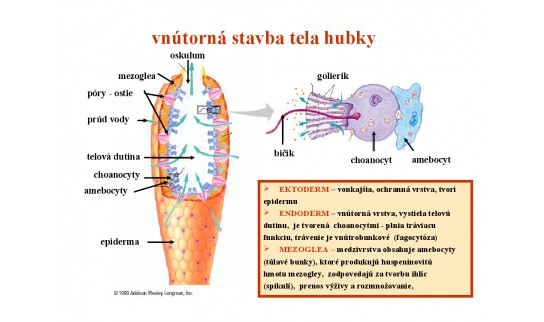 vnútorná stavba tela hubky
oskulum
mezoglea
póry - ostie
prúd vody
telová dutina
choanocyty
amebocyty
epiderma
golierik
bičík
choanocyt
amebocyt
➢ EKTODERM – vonkajšia, ochranná vrstva, tvorí
epidermu
➢ ENDODERM – vnútorná vrstva, vystiela telovú
dutinu, je tvorená choanocytmi - plnia tráviacu
funkciu, trávenie je vnútrobunkové (fagocytóza)
➢ MEZOGLEA – medzivrstva obsahuje amebocyty
(túlavé bunky), ktoré produkujú huspeninovitú
hmotu mezogley, zodpovedajú za tvorbu ihlíc
(spikulí), prenos výživy a rozmnožovanie,
© 1999 Addison Wesley Longman, Inc.